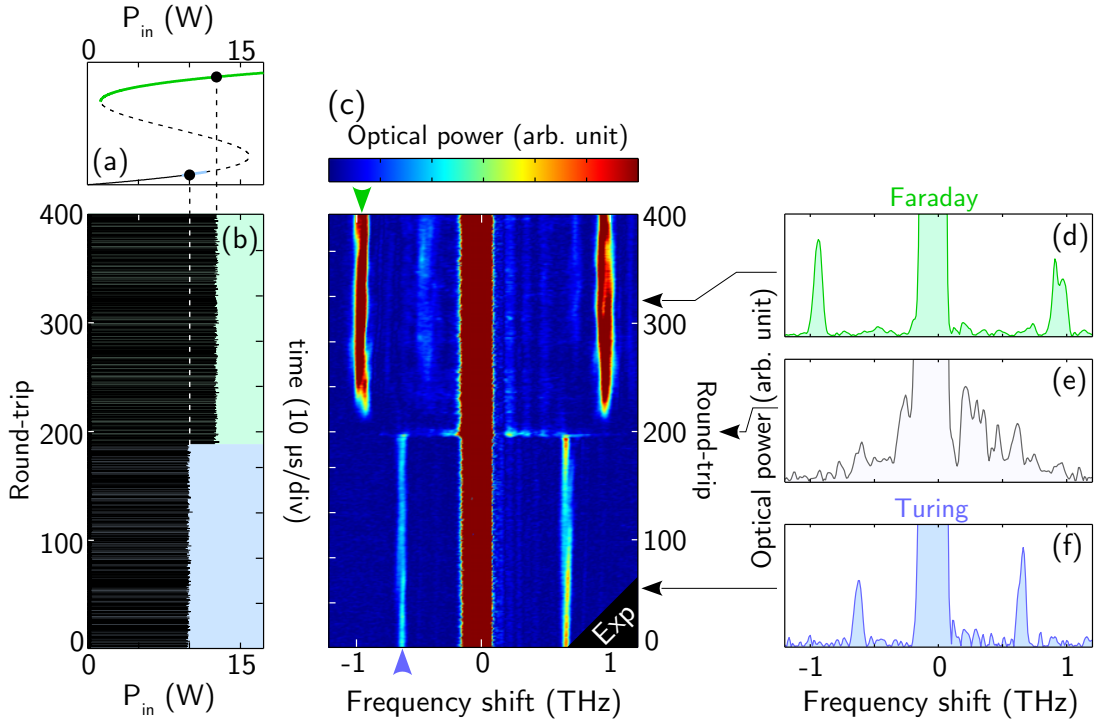 P_in (W)
0 15
(a)
(c)
Optical power (arb. unit)
400
300
200
100
0
Round-trip
(b)
0 15
P_in (W)
time (10 μs/div)
Exp
-1 0 1
Frequency shift (THz)
400
300
200
100
0
Round-trip
Optical power (arb. unit)
Faraday
(d)
(e)
Turing
(f)
-1 0 1
Frequency shift (THz)